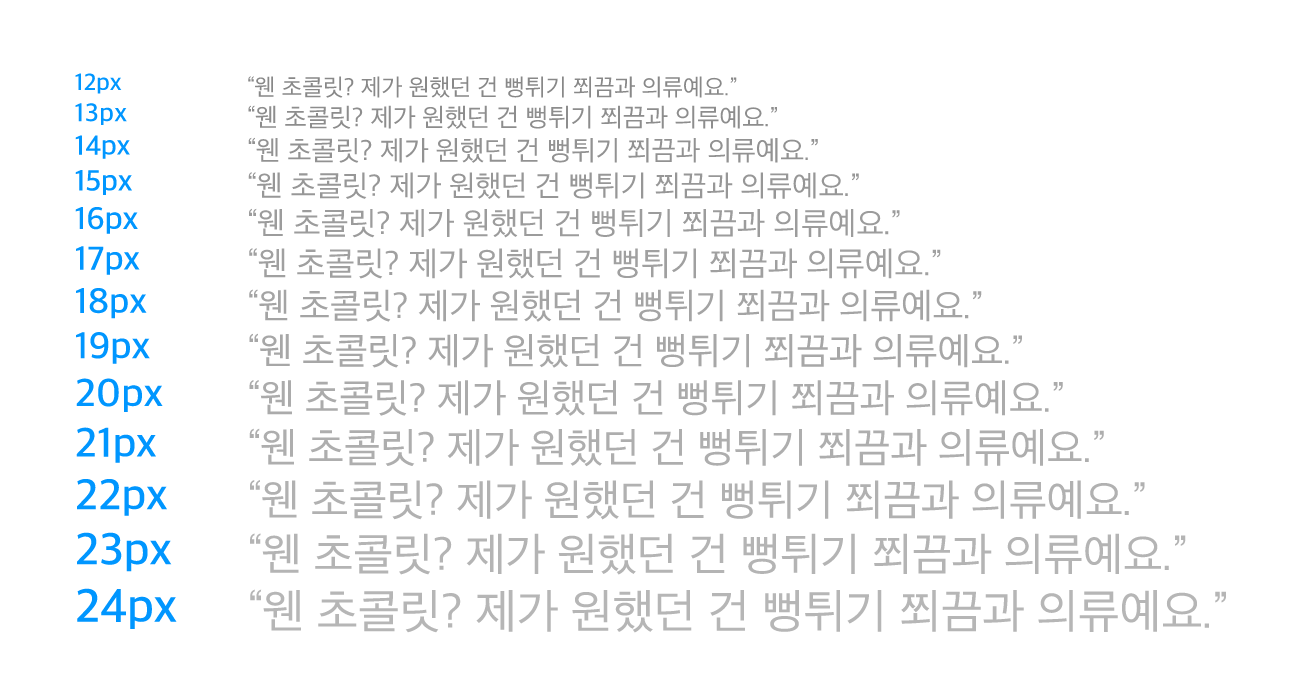 12px “웬 초콜릿? 제가 원했던 건 뻥튀기 쬐끔과 의류예요.”
13px “웬 초콜릿? 제가 원했던 건 뻥튀기 쬐끔과 의류예요.”
14px “웬 초콜릿? 제가 원했던 건 뻥튀기 쬐끔과 의류예요.”
15px “웬 초콜릿? 제가 원했던 건 뻥튀기 쬐끔과 의류예요.”
16px “웬 초콜릿? 제가 원했던 건 뻥튀기 쬐끔과 의류예요.”
17px “웬 초콜릿? 제가 원했던 건 뻥튀기 쬐끔과 의류예요.”
18px “웬 초콜릿? 제가 원했던 건 뻥튀기 쬐끔과 의류예요.”
19px “웬 초콜릿? 제가 원했던 건 뻥튀기 쬐끔과 의류예요.”
20px “웬 초콜릿? 제가 원했던 건 뻥튀기 쬐끔과 의류예요.”
21px “웬 초콜릿? 제가 원했던 건 뻥튀기 쬐끔과 의류예요.”
22px “웬 초콜릿? 제가 원했던 건 뻥튀기 쬐끔과 의류예요.”
23px “웬 초콜릿? 제가 원했던 건 뻥튀기 쬐끔과 의류예요.”
24px “웬 초콜릿? 제가 원했던 건 뻥튀기 쬐끔과 의류예요.”